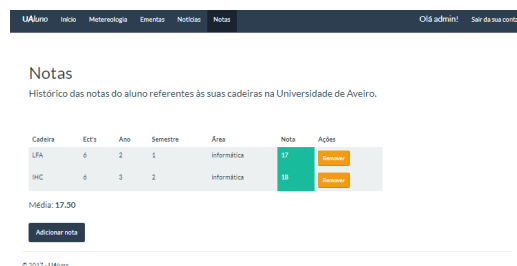 UAluno Início Metereologia Ementas Notícias Notas Olá admin! Sair da sua conta
Notas
Histórico das notas do aluno referentes às suas cadeiras na Universidade de Aveiro.
Cadeira Ect's Ano Semestre Área Nota Ações
LFA 6 2 1 informática 17 Remover
IHC 6 3 2 informática 18 Remover
Média: 17.50
Adicionar nota
© 2017 - UAluno